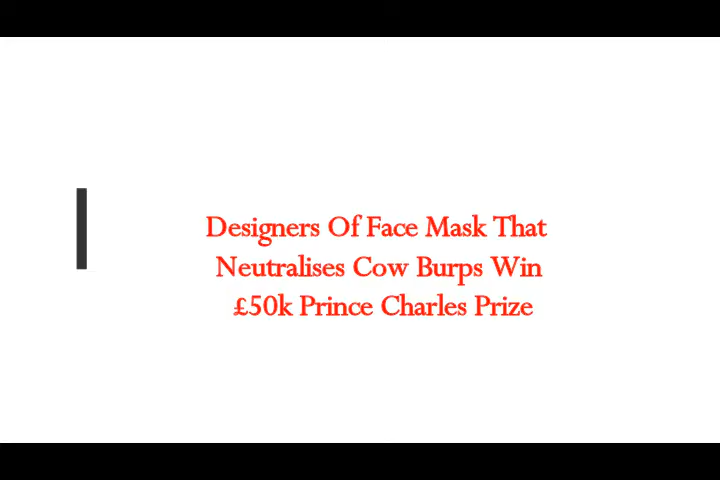 Designers Of Face Mask That
Neutralises Cow Burps Win
£50k Prince Charles Prize